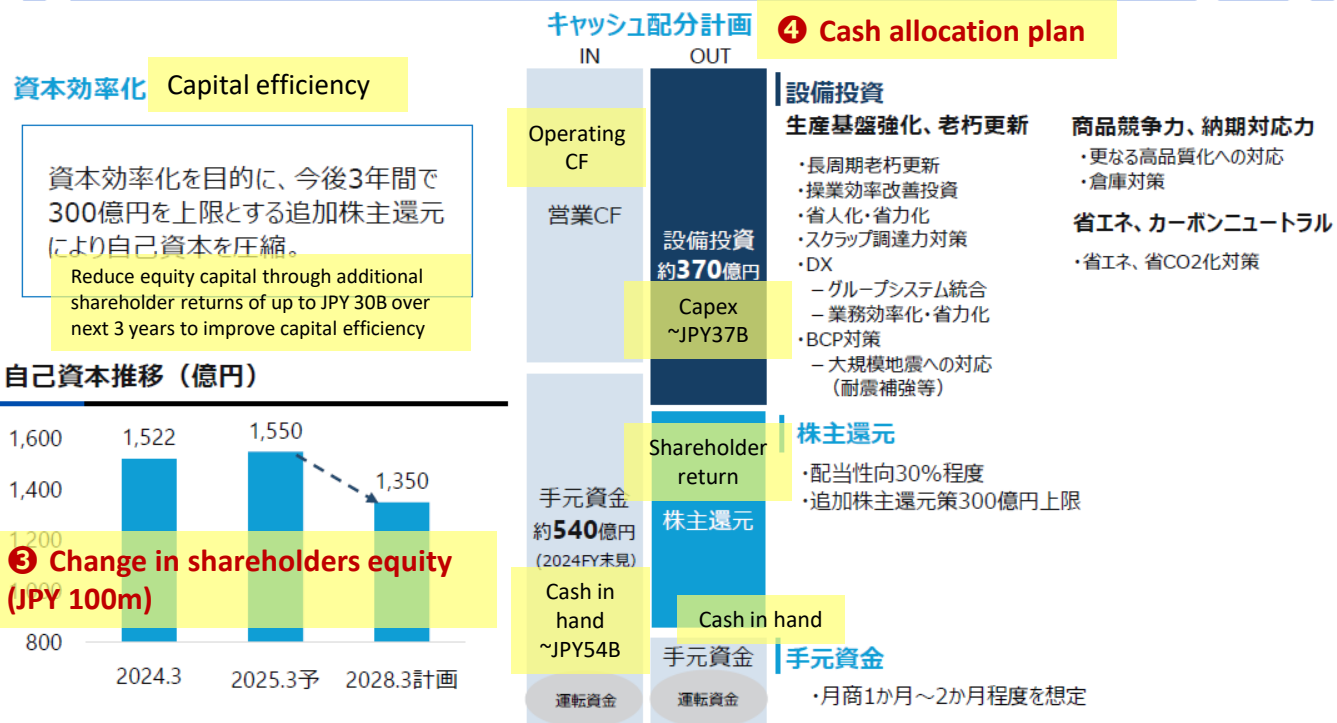 キャッシュ配分計画
❹ Cash allocation plan
IN
OUT
資本効率化
Capital efficiency
資本効率化を目的に、今後3年間で
300億円を上限とする追加株主還元
により自己資本を圧縮。
Reduce equity capital through additional
shareholder returns of up to JPY 30B over
next 3 years to improve capital efficiency
自己資本推移（億円）
1,600
1,400
1,200
1,000
800
1,522
1,550
1,350
❸ Change in shareholders equity
(JPY 100m)
2024.3
2025.3予
2028.3計画
Operating
CF
営業CF
手元資金
約540億円
(2024FY末見)
Cash in
hand
~JPY54B
運転資金
設備投資
約370億円
Capex
~JPY37B
Shareholder
return
株主還元
Cash in hand
手元資金
運転資金
設備投資
生産基盤強化、老朽更新
・長周期老朽更新
・操業効率改善投資
・省人化・省力化
・スクラップ調達力対策
・DX
－グループシステム統合
－業務効率化・省力化
・BCP対策
－大規模地震への対応
（耐震補強等）
商品競争力、納期対応力
・更なる高品質化への対応
・倉庫対策
省エネ、カーボンニュートラル
・省エネ、省CO2化対策
株主還元
・配当性向30%程度
・追加株主還元策300億円上限
手元資金
・月商1か月～2か月程度を想定